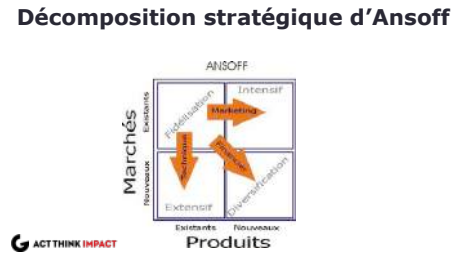 Décomposition stratégique d'Ansoff
ANSOFF
Marchés
Existants
Nouveaux
Fidélisation
Intensif
Marketing
Technique
Financier
Extensif
Diversification
Existants
Nouveaux
Produits
ACT THINK IMPACT